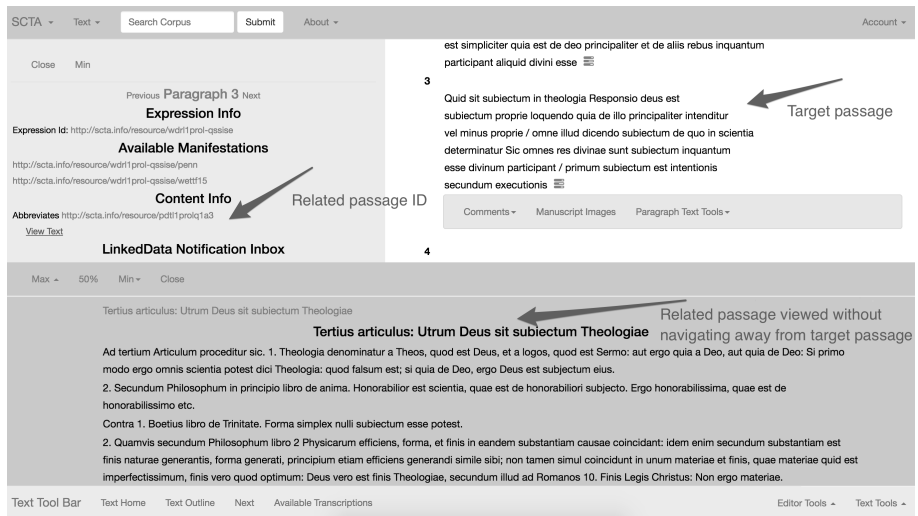 SCTA Text Search Corpus Submit About Account
Close Min
Previous Paragraph 3 Next
Expression Info
Expression Id: http://scta.info/resource/wdrl1prol-qssise
Available Manifestations
http://scta.info/resource/wdrl1prol-qssise/penn
http://scta.info/resource/wdrl1prol-qssise/wettf15
Content Info
Abbreviates http://scta.info/resource/pdtl1prolq1a3
View Text
LinkedData Notification Inbox
Related passage ID
est simpliciter quia est de deo principaliter et de aliis rebus inquantum
participant aliquid divini esse
3
Quid sit subiectum in theologia Responsio deus est
subiectum proprie loquendo quia de illo principaliter intenditur
vel minus proprie / omne illud dicendo subiectum de quo in scientia
determinatur Sic omnes res divinae sunt subiectum inquantum
esse divinum participant / primum subiectum est intentionis
secundum executionis
Target passage
Comments Manuscript Images Paragraph Text Tools
4
Max 50% Min Close
Tertius articulus: Utrum Deus sit subiectum Theologiae
Tertius articulus: Utrum Deus sit subiectum Theologiae
Related passage viewed without
navigating away from target passage
Ad tertium Articulum proceditur sic. 1. Theologia denominatur a Theos, quod est Deus, et a logos, quod est Sermo: aut ergo quia a Deo, aut quia de Deo: Si primo
modo ergo omnis scientia potest dici Theologia: quod falsum est; si quia de Deo, ergo Deus est subjectum eius.
2. Secundum Philosophum in principio libro de anima. Honorabilior est scientia, quae est de honorabiliori subjecto. Ergo honorabilissima, quae est de
honorabilissimo etc.
Contra 1. Boetius libro de Trinitate. Forma simplex nulli subiectum esse potest.
2. Quamvis secundum Philosophum libro 2 Physicarum efficiens, forma, et finis in eandem substantiam causae coincidant: idem enim secundum substantiam est
finis naturae generantis, forma generati, principium etiam efficiens generandi simile sibi; non tamen simul coincidunt in unum materiae et finis, quae materiae quid est
imperfectissimum, finis vero quod optimum: Deus vero est finis Theologiae, secundum illud ad Romanos 10. Finis Legis Christus: Non ergo materiae.
Text Tool Bar Text Home Text Outline Next Available Transcriptions Editor Tools Text Tools